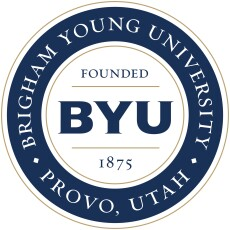 BRIGHAM YOUNG UNIVERSITY
FOUNDED
BYU
1875
• PROVO, UTAH •